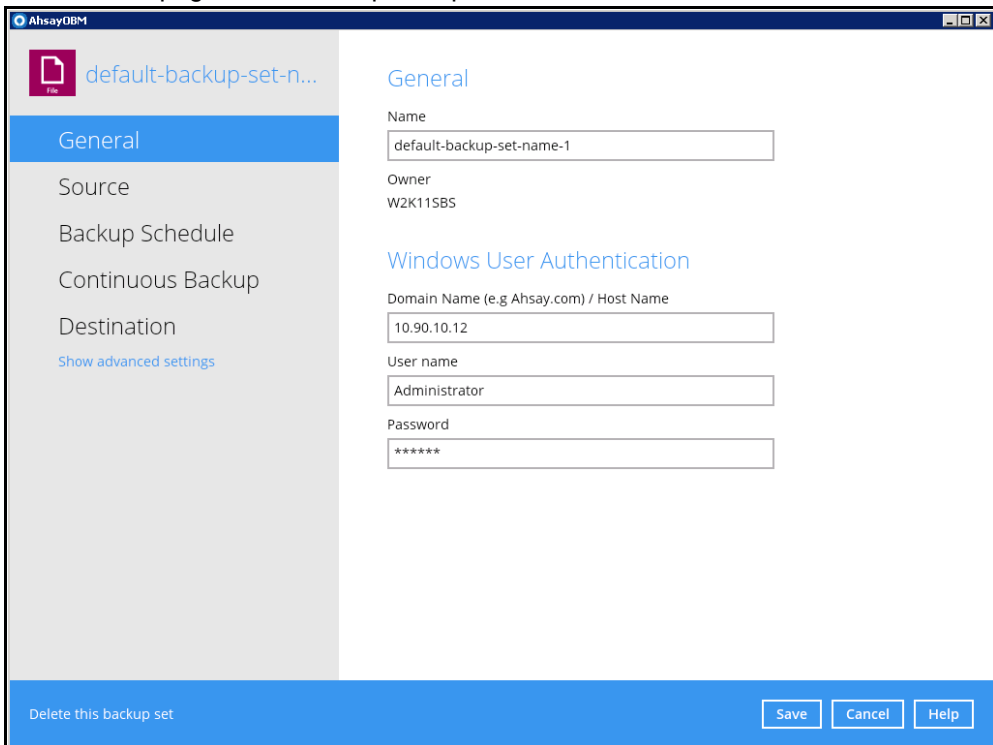 AhsayOBM
File
default-backup-set-n...
General
Source
Backup Schedule
Continuous Backup
Destination
Show advanced settings
General
Name
default-backup-set-name-1
Owner
W2K11SBS
Windows User Authentication
Domain Name (e.g Ahsay.com) / Host Name
10.90.10.12
User name
Administrator
Password
******
Delete this backup set
Save
Cancel
Help